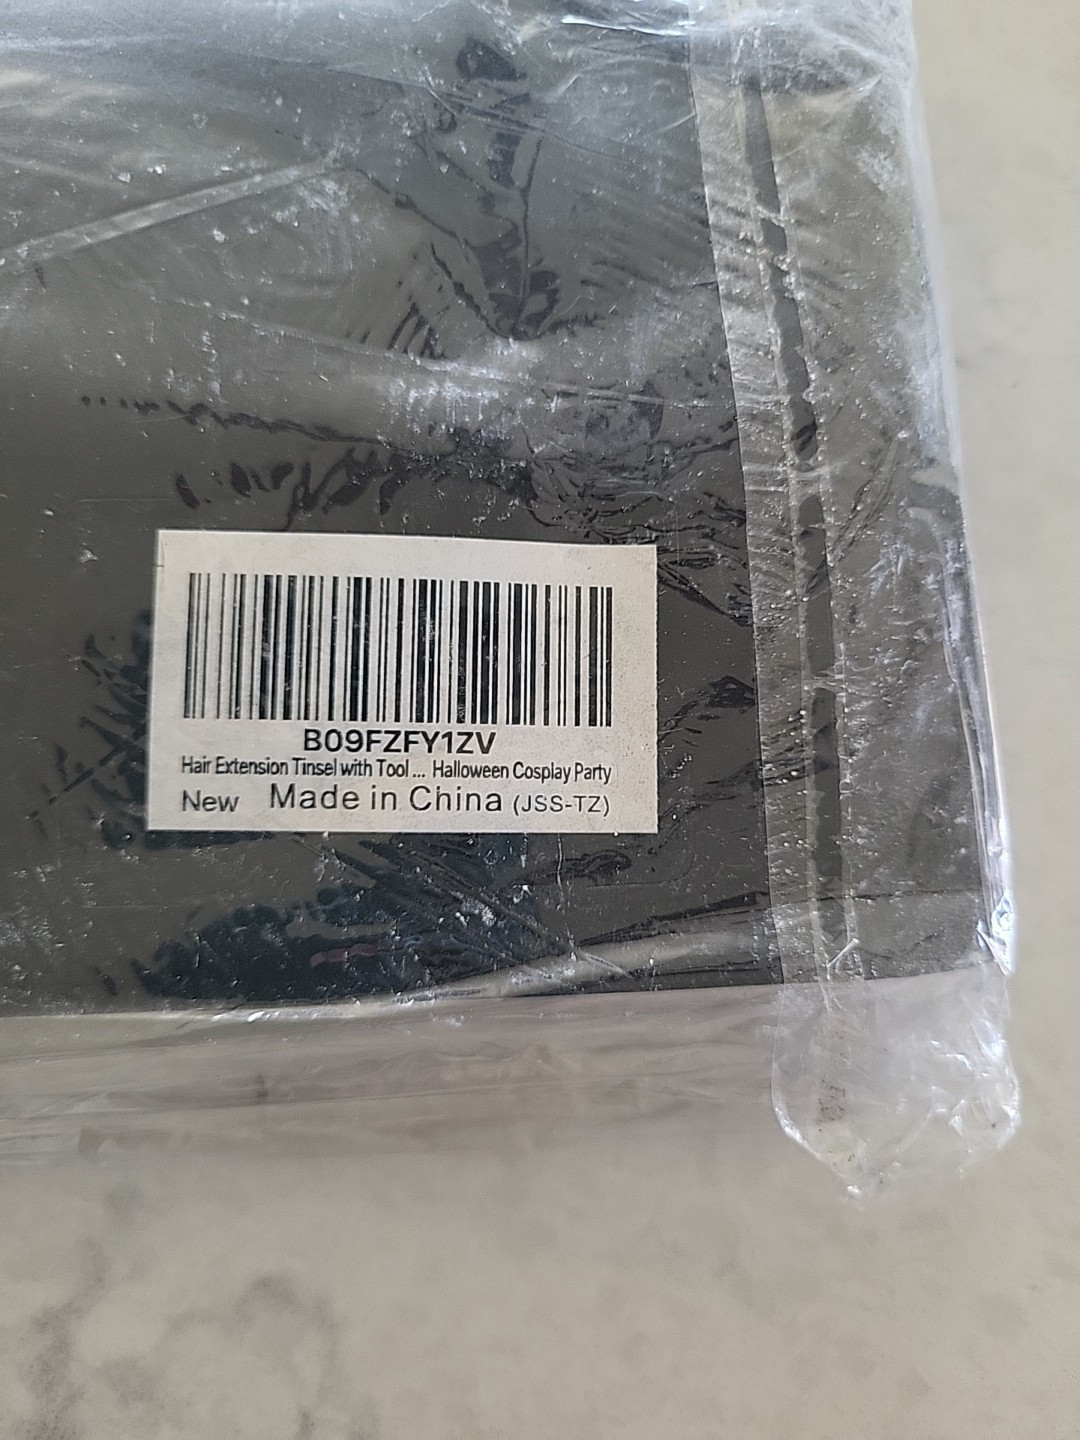 B09FZFY1ZV
Hair Extension Tinsel with Tool ... Halloween Cosplay Party
New Made in China (JSS-TZ)